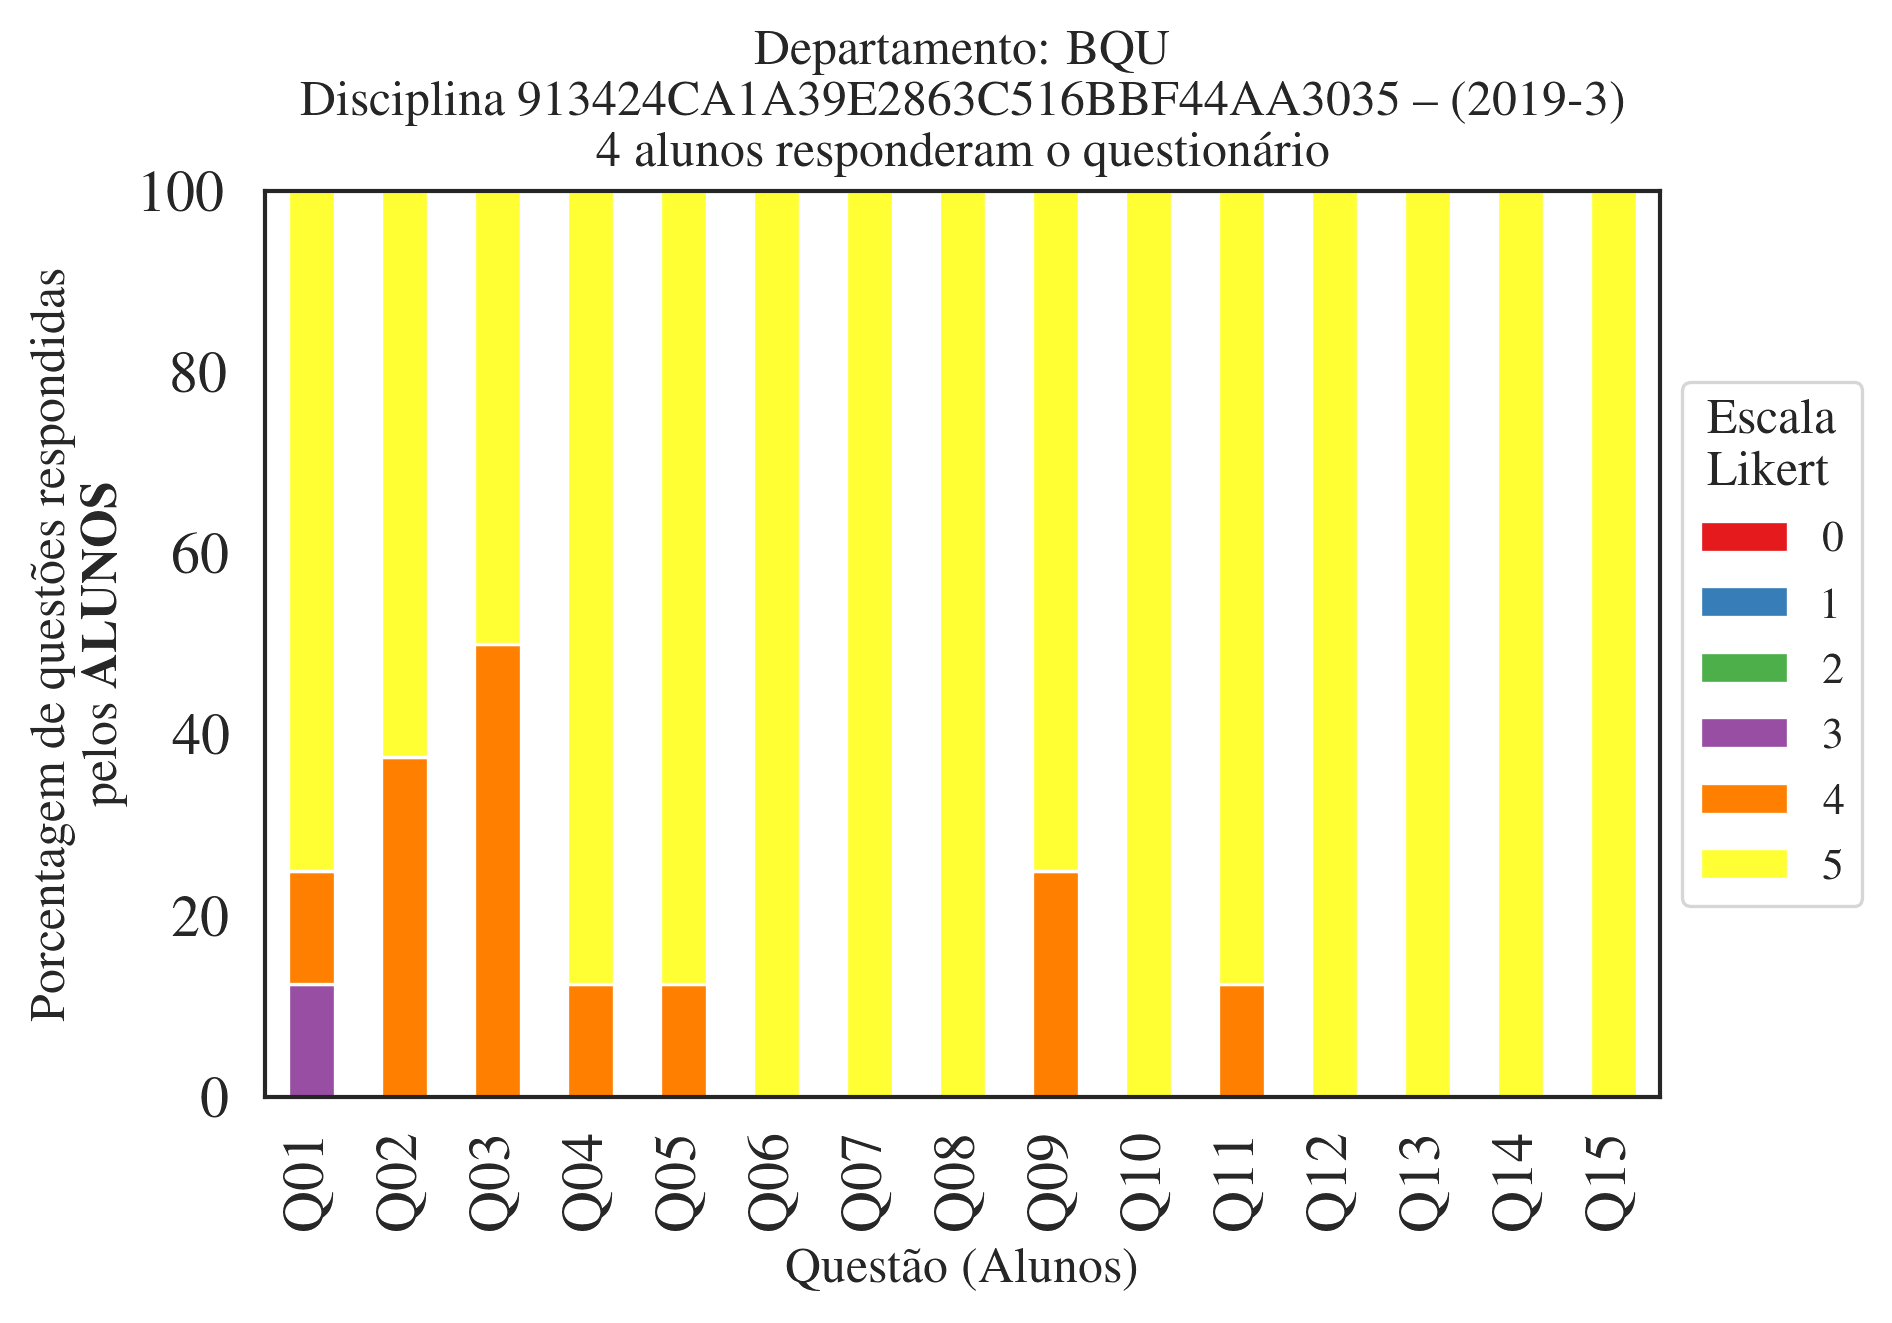 Departamento: BQU
Disciplina 913424CA1A39E2863C516BBF44AA3035 – (2019-3)
4 alunos responderam o questionário
Porcentagem de questões respondidas
pelos ALUNOS
100
80
60
40
20
0
Q01
Q02
Q03
Q04
Q05
Q06
Q07
Q08
Q09
Q10
Q11
Q12
Q13
Q14
Q15
Questão (Alunos)
Escala
Likert
0
1
2
3
4
5